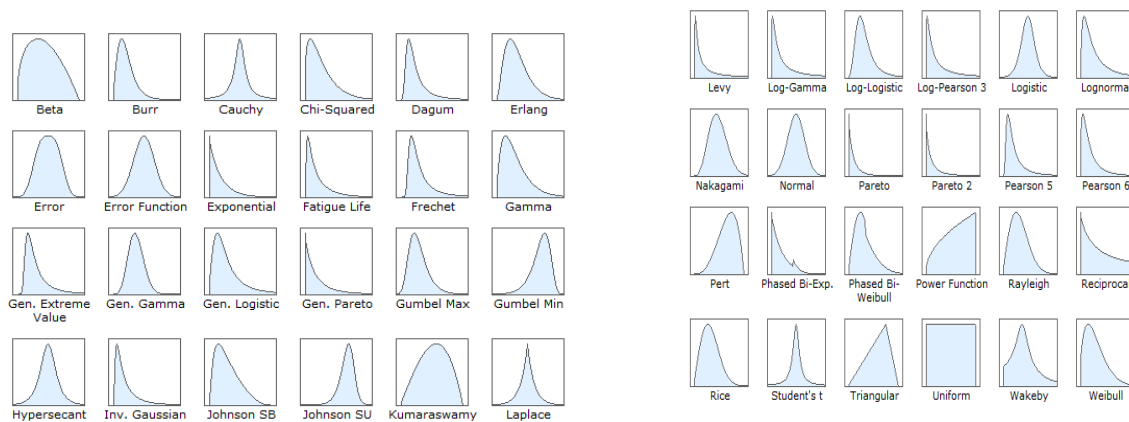 Beta
Burr
Cauchy
Chi-Squared
Dagum
Erlang
Error
Error Function
Exponential
Fatigue Life
Frechet
Gamma
Gen. Extreme
Value
Gen. Gamma
Gen. Logistic
Gen. Pareto
Gumbel Max
Gumbel Min
Hypersecant
Inv. Gaussian
Johnson SB
Johnson SU
Kumaraswamy
Laplace
Levy
Log-Gamma
Log-Logistic
Log-Pearson 3
Logistic
Lognorma
Nakagami
Normal
Pareto
Pareto 2
Pearson 5
Pearson 6
Pert
Phased Bi-Exp.
Phased Bi-
Weibull
Power Function
Rayleigh
Reciproca
Rice
Student's t
Triangular
Uniform
Wakeby
Weibull